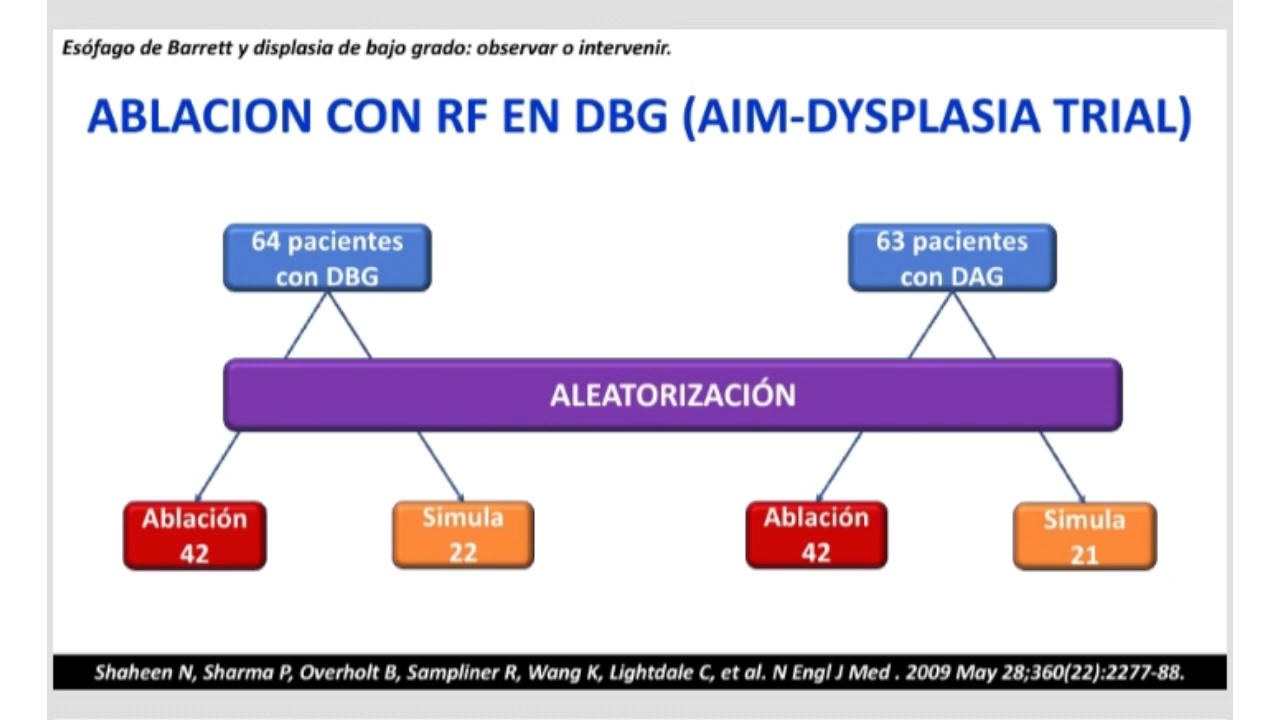 Esófago de Barrett y displasia de bajo grado: observar o intervenir.
ABLACION CON RF EN DBG (AIM-DYSPLASIA TRIAL)
64 pacientes
con DBG
63 pacientes
con DAG
ALEATORIZACIÓN
Ablación
42
Simula
22
Ablación
42
Simula
21
Shaheen N, Sharma P, Overholt B, Sampliner R, Wang K, Lightdale C, et al. N Engl J Med . 2009 May 28;360(22):2277-88.